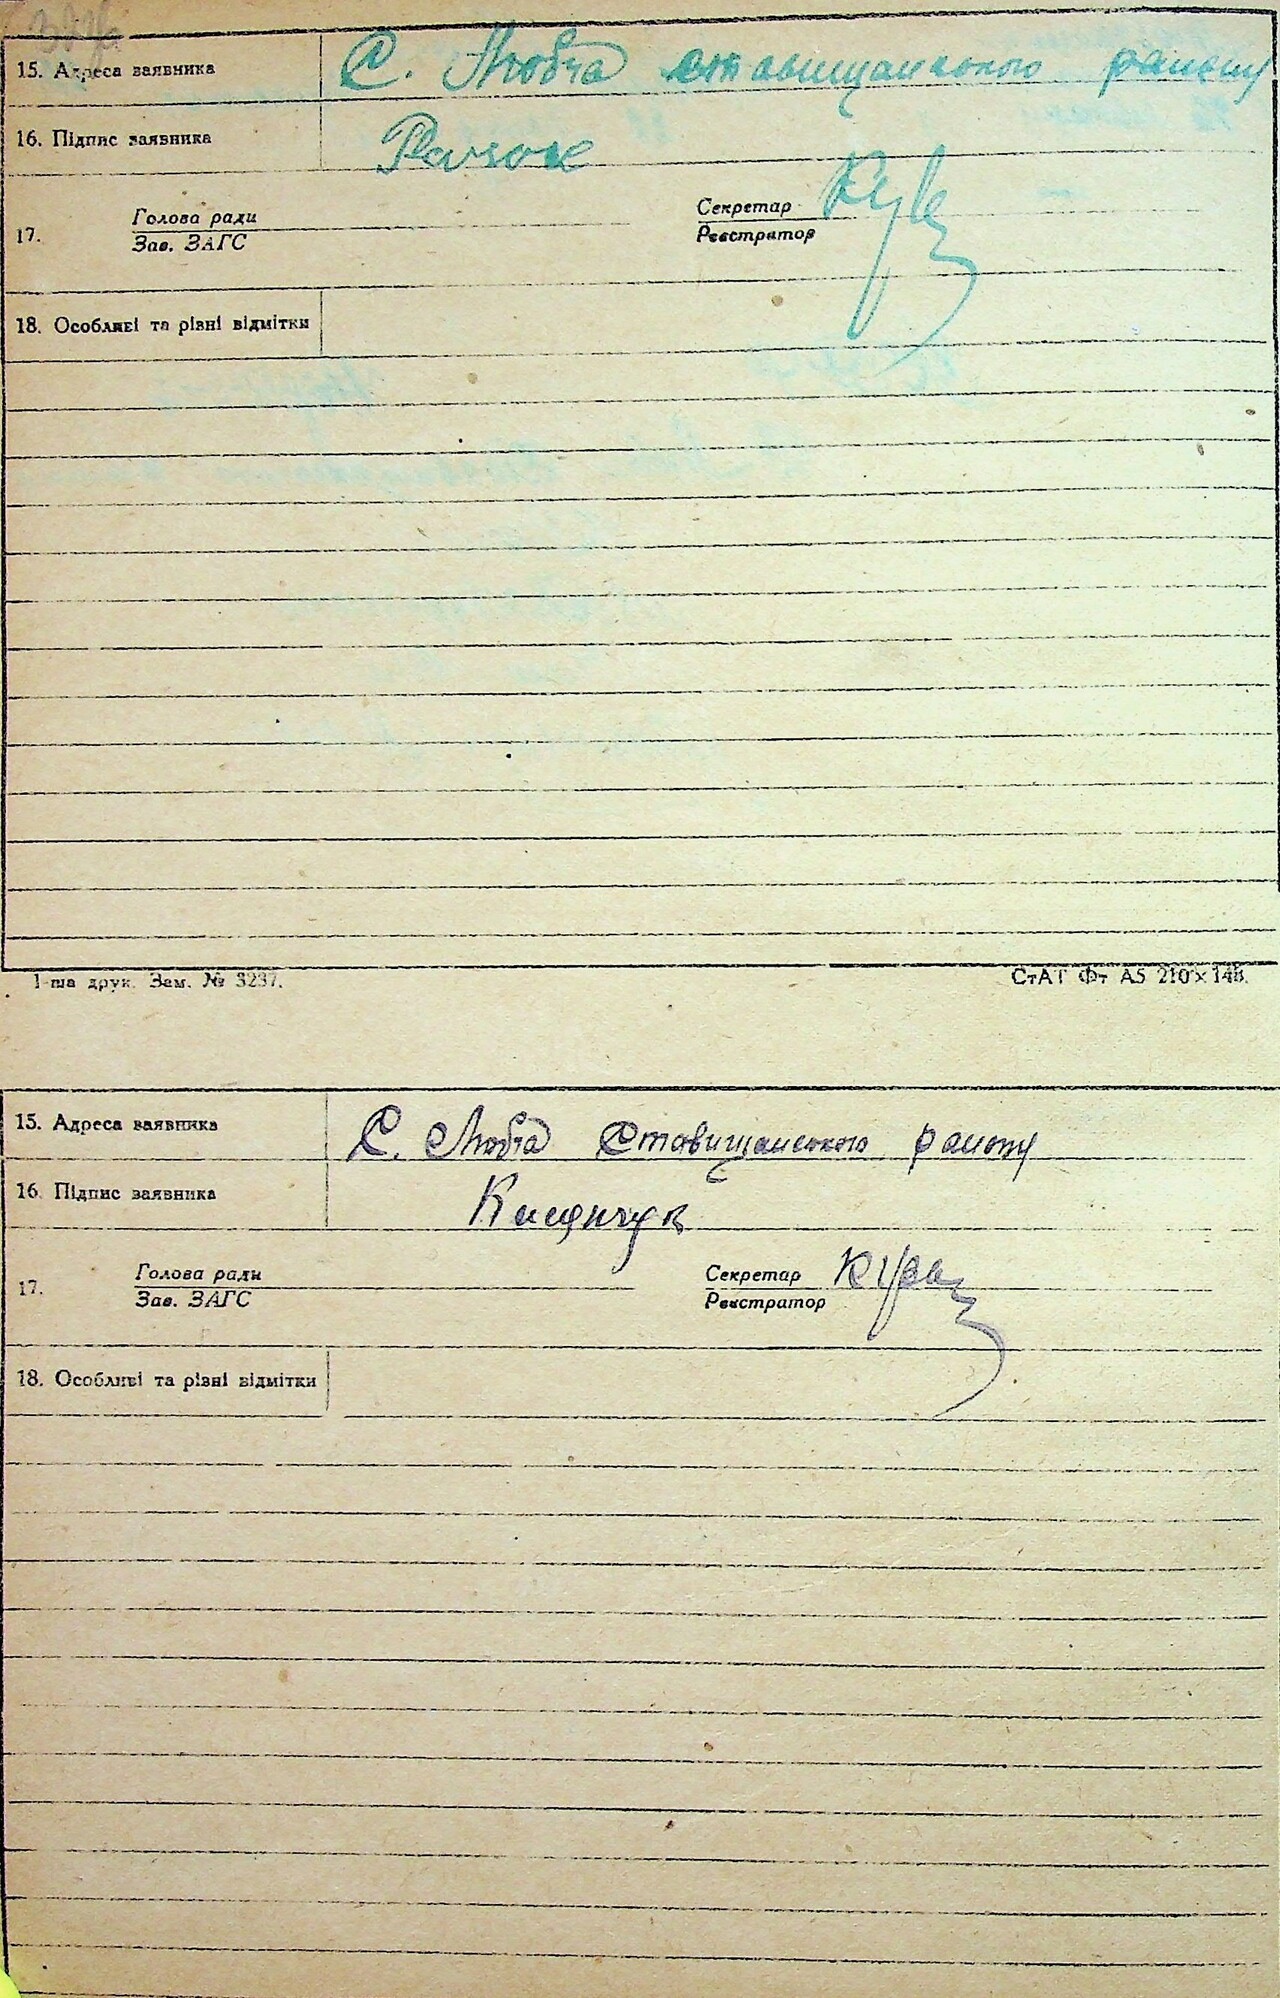 15. Адреса заявника С. Любча ставищанського району
16. Підпис заявника Рачок
17. Голова ради Секретар
Зав. ЗАГС Реєстратор
18. Особливі та різні відмітки
1-ша друк. Зам. № 3237. СтАТ Фт А5 210×148.
15. Адреса заявника С. Любча Ставищанського району
16. Підпис заявника
17. Голова ради Секретар
Зав. ЗАГС Реєстратор
18. Особливі та різні відмітки